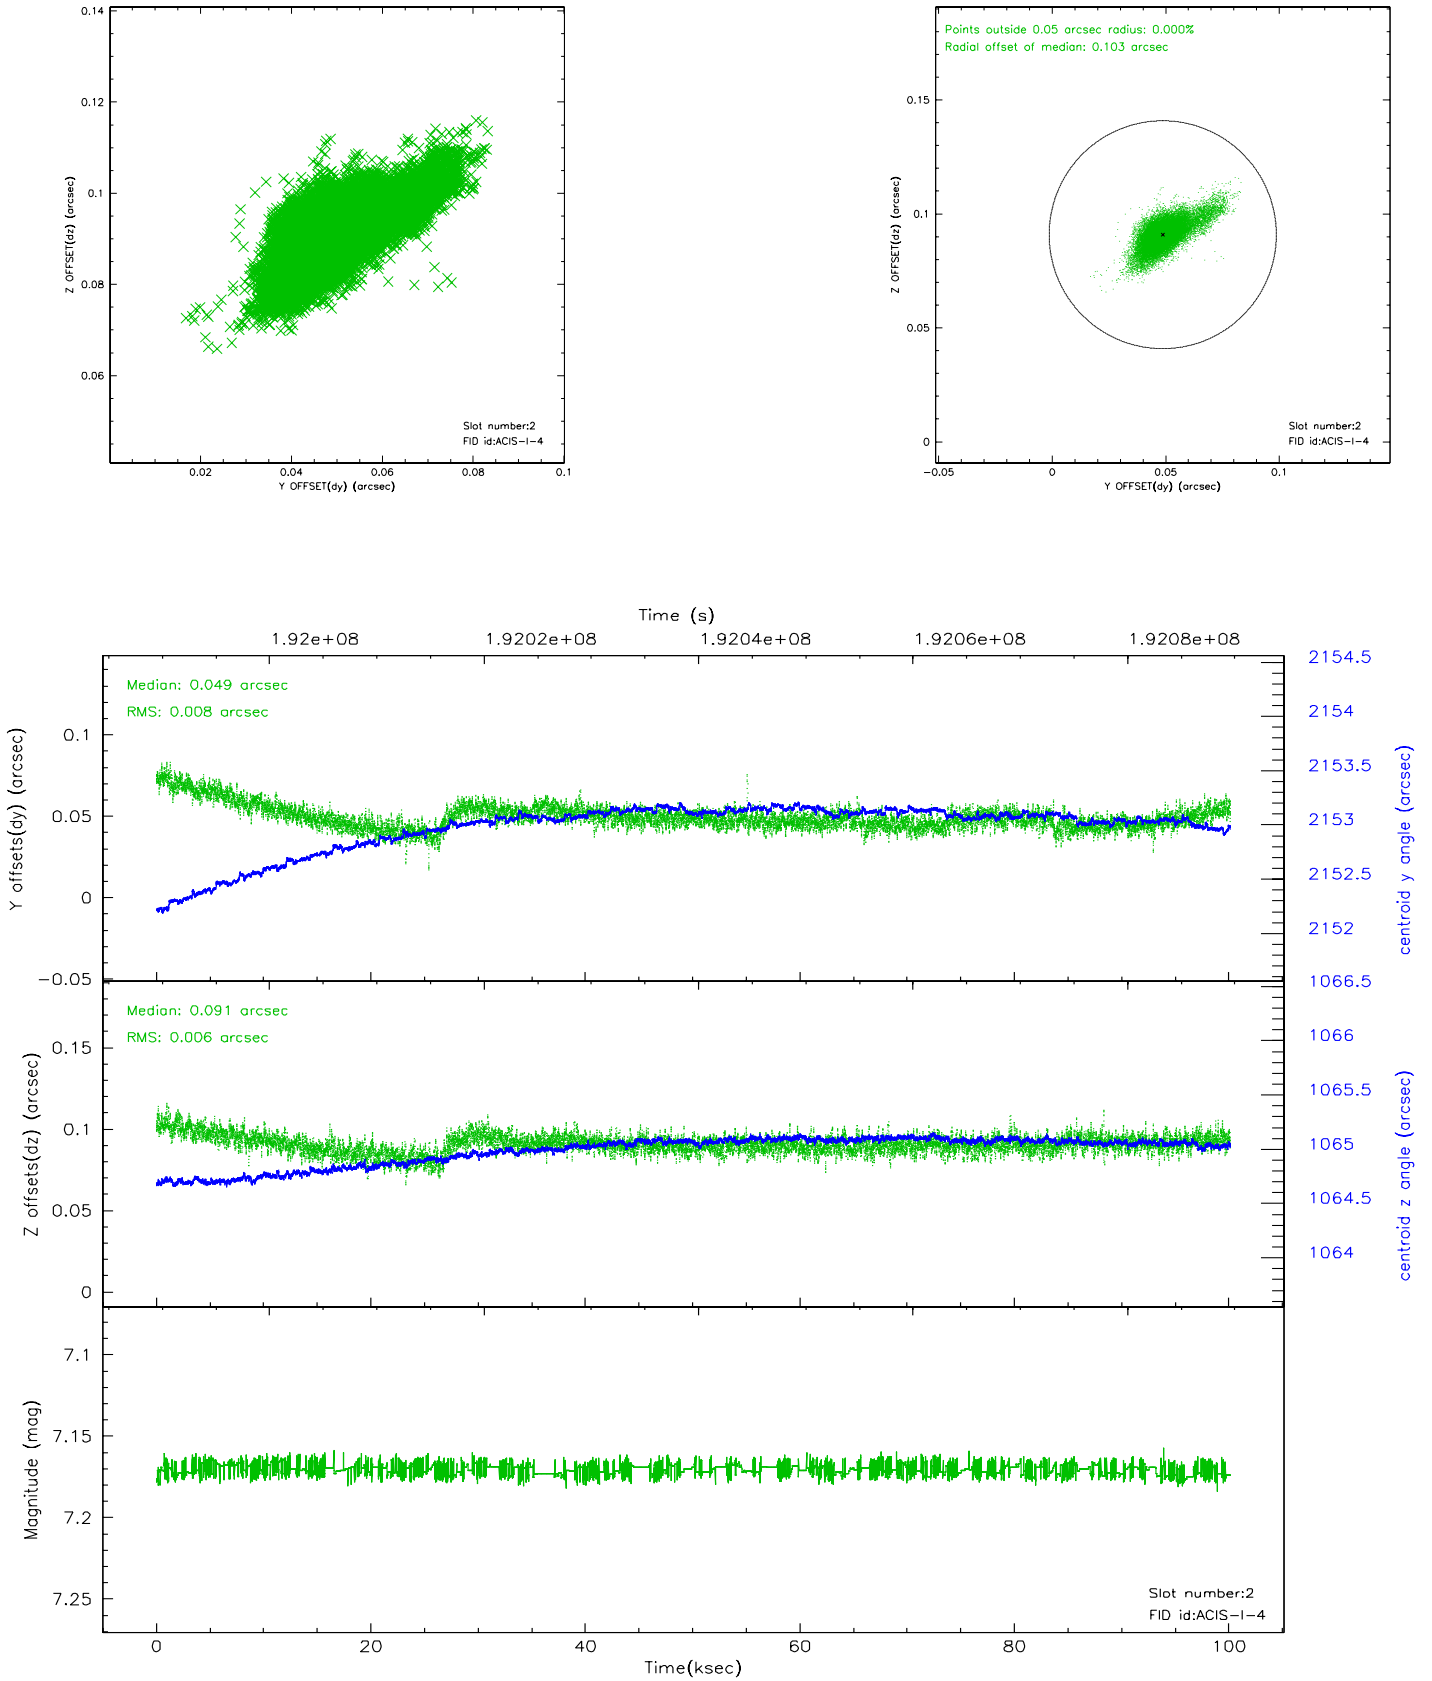 0.14
0.12
0.1
0.08
0.06
Z OFFSET(dz) (arcsec)
Slot number:2
FID id:ACIS-I-4
0.02 0.04 0.06 0.08 0.1
Y OFFSET(dy) (arcsec)
Points outside 0.05 arcsec radius: 0.000%
Radial offset of median: 0.103 arcsec
0.15
0.1
0.05
0
Z OFFSET(dz) (arcsec)
Slot number:2
FID id:ACIS-I-4
-0.05 0 0.05 0.1
Y OFFSET(dy) (arcsec)
Time (s)
1.92e+08 1.9202e+08 1.9204e+08 1.9206e+08 1.9208e+08
Median: 0.049 arcsec
RMS: 0.008 arcsec
0.1
0.05
0
-0.05
Y offsets(dy) (arcsec)
2154.5
2154
2153.5
2153
2152.5
2152
centroid y angle (arcsec)
Median: 0.091 arcsec
RMS: 0.006 arcsec
0.15
0.1
0.05
0
Z offsets(dz) (arcsec)
1066.5
1066
1065.5
1065
1064.5
1064
centroid z angle (arcsec)
7.1
7.15
7.2
7.25
Magnitude (mag)
Slot number:2
FID id:ACIS-I-4
0 20 40 60 80 100
Time(ksec)